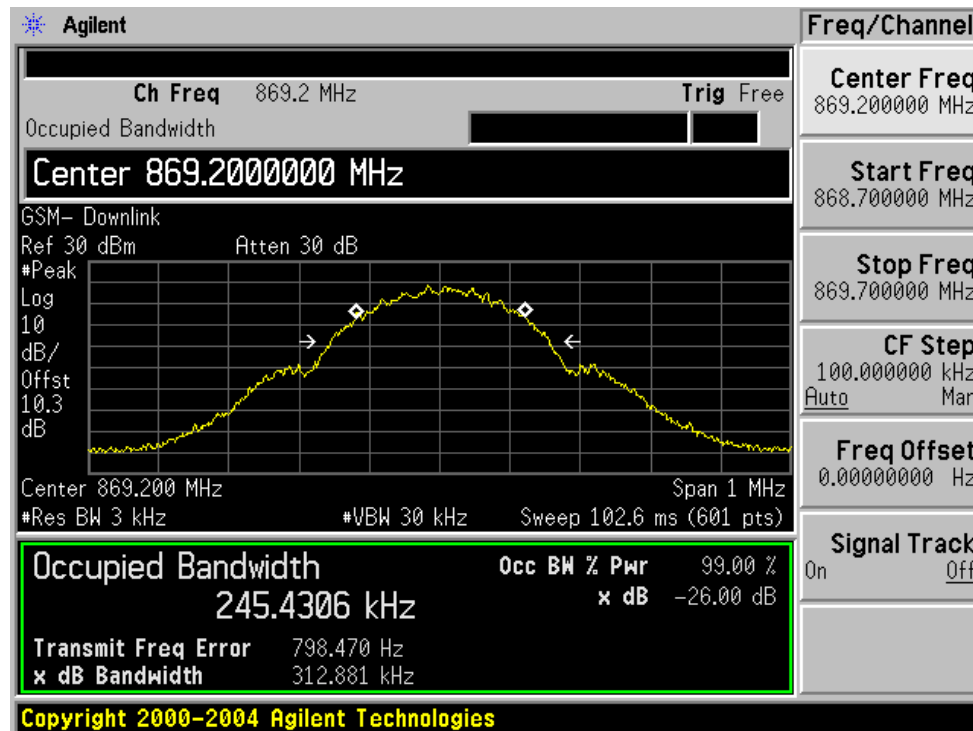 Agilent
Ch Freq 869.2 MHz Trig Free
Occupied Bandwidth
Center 869.2000000 MHz
GSM- Downlink
Ref 30 dBm Atten 30 dB
#Peak
Log
10
dB/
Offst
10.3
dB
Center 869.200 MHz Span 1 MHz
#Res BW 3 kHz #VBW 30 kHz Sweep 102.6 ms (601 pts)
Occupied Bandwidth Occ BW % Pwr 99.00 %
245.4306 kHz x dB -26.00 dB
Transmit Freq Error 798.470 Hz
x dB Bandwidth 312.881 kHz
Copyright 2000-2004 Agilent Technologies
Freq/Channel
Center Freq
869.200000 MHz
Start Freq
868.700000 MHz
Stop Freq
869.700000 MHz
CF Step
100.000000 kHz
Auto Man
Freq Offset
0.00000000 Hz
Signal Track
On Off